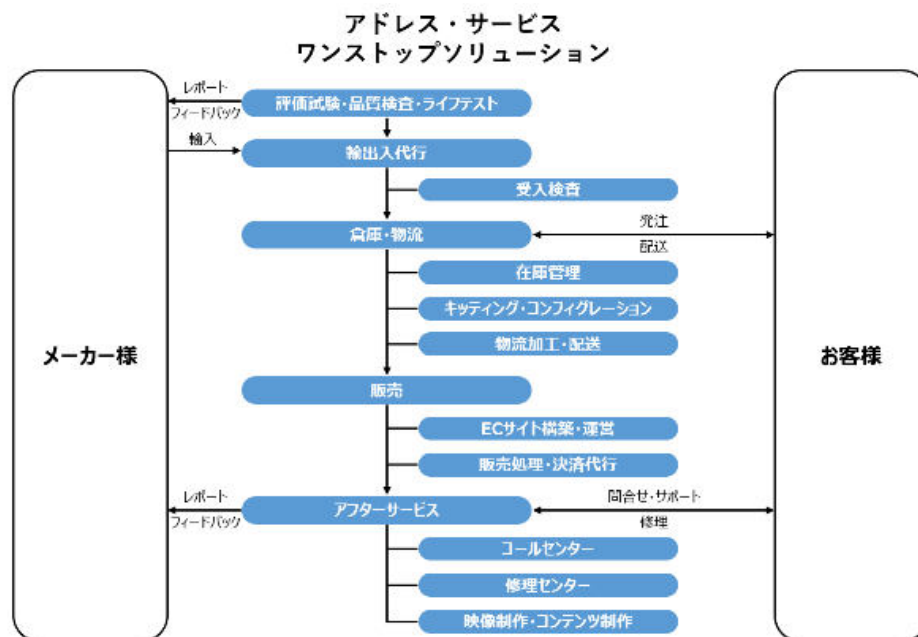 アドレス・サービス
ワンストップソリューション
レポート
フィードバック
評価試験・品質検査・ライフテスト
輸入
輸出入代行
受入検査
倉庫・物流
発注
配送
在庫管理
キッティング・コンフィグレーション
物流加工・配送
メーカー様
お客様
販売
ECサイト構築・運営
販売処理・決済代行
レポート
フィードバック
アフターサービス
問合せ・サポート
修理
コールセンター
修理センター
映像制作・コンテンツ制作